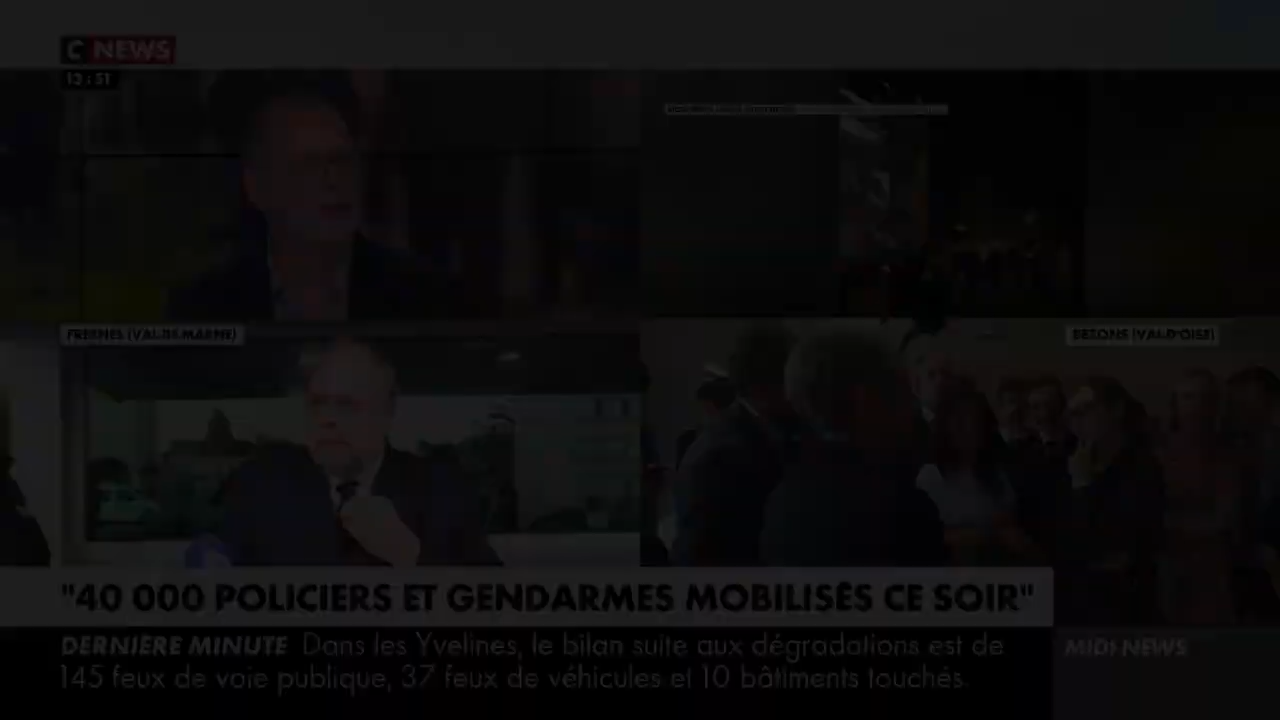 C NEWS
13:51
FRESNES (VAL-DE-MARNE)
BEZONS (VAL-D'OISE)
"40 000 POLICIERS ET GENDARMES MOBILISÉS CE SOIR"
DERNIÈRE MINUTE Dans les Yvelines, le bilan suite aux dégradations est de
145 feux de voie publique, 37 feux de véhicules et 10 bâtiments touchés.
MIDI NEWS